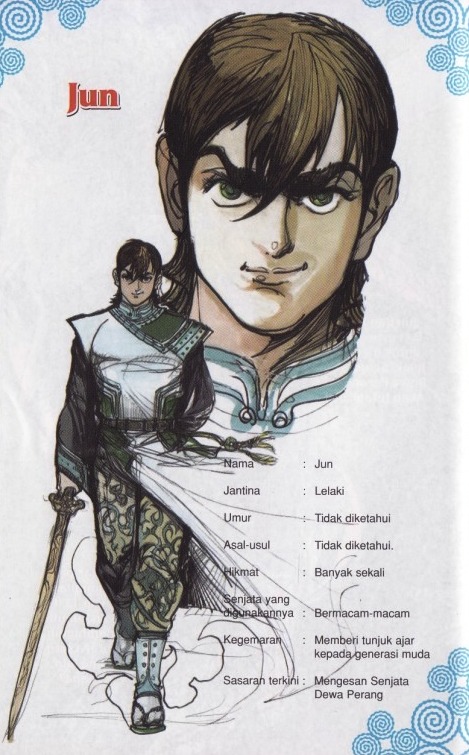 Jun
Nama : Jun
Jantina : Lelaki
Umur : Tidak diketahui
Asal-usul : Tidak diketahui.
Hikmat : Banyak sekali
Senjata yang
digunakannya : Bermacam-macam
Kegemaran : Memberi tunjuk ajar
kepada generasi muda
Sasaran terkini : Mengesan Senjata
Dewa Perang